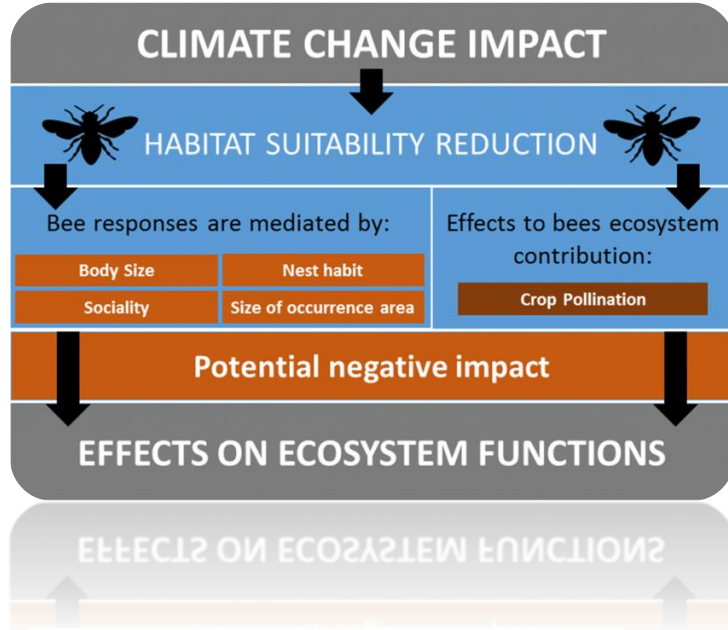 CLIMATE CHANGE IMPACT
HABITAT SUITABILITY REDUCTION
Bee responses are mediated by:
Body Size
Nest habit
Sociality
Size of occurrence area
Effects to bees ecosystem
contribution:
Crop Pollination
Potential negative impact
EFFECTS ON ECOSYSTEM FUNCTIONS